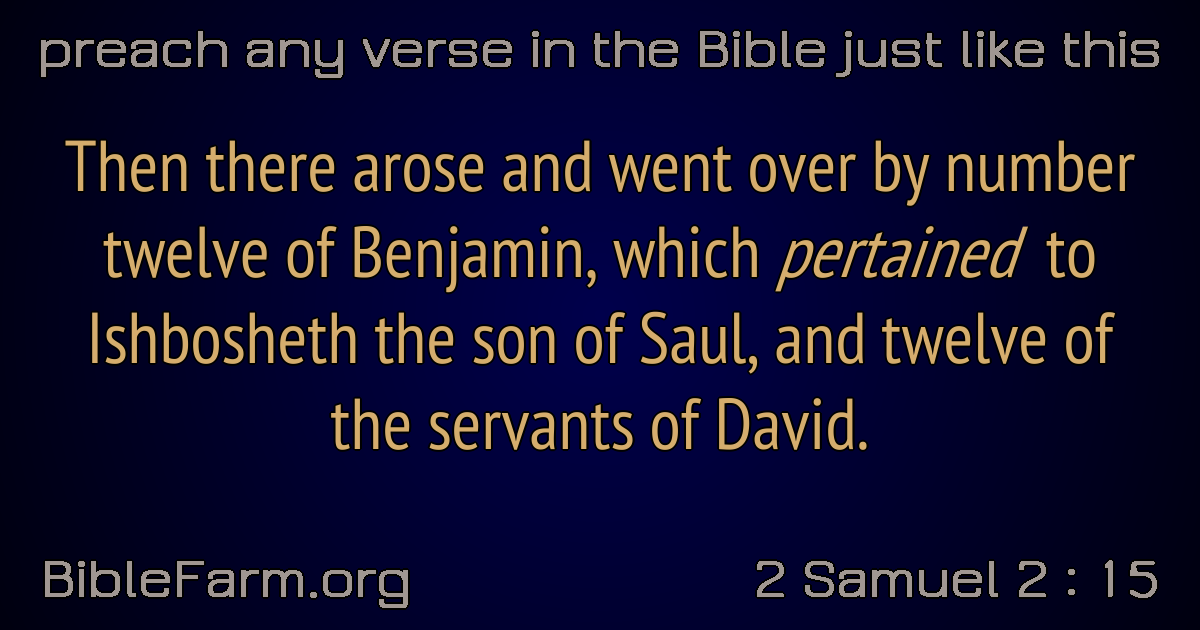 preach any verse in the Bible just like this
Then there arose and went over by number
twelve of Benjamin, which pertained to
Ishbosheth the son of Saul, and twelve of
the servants of David.
BibleFarm.org
2 Samuel 2 : 15